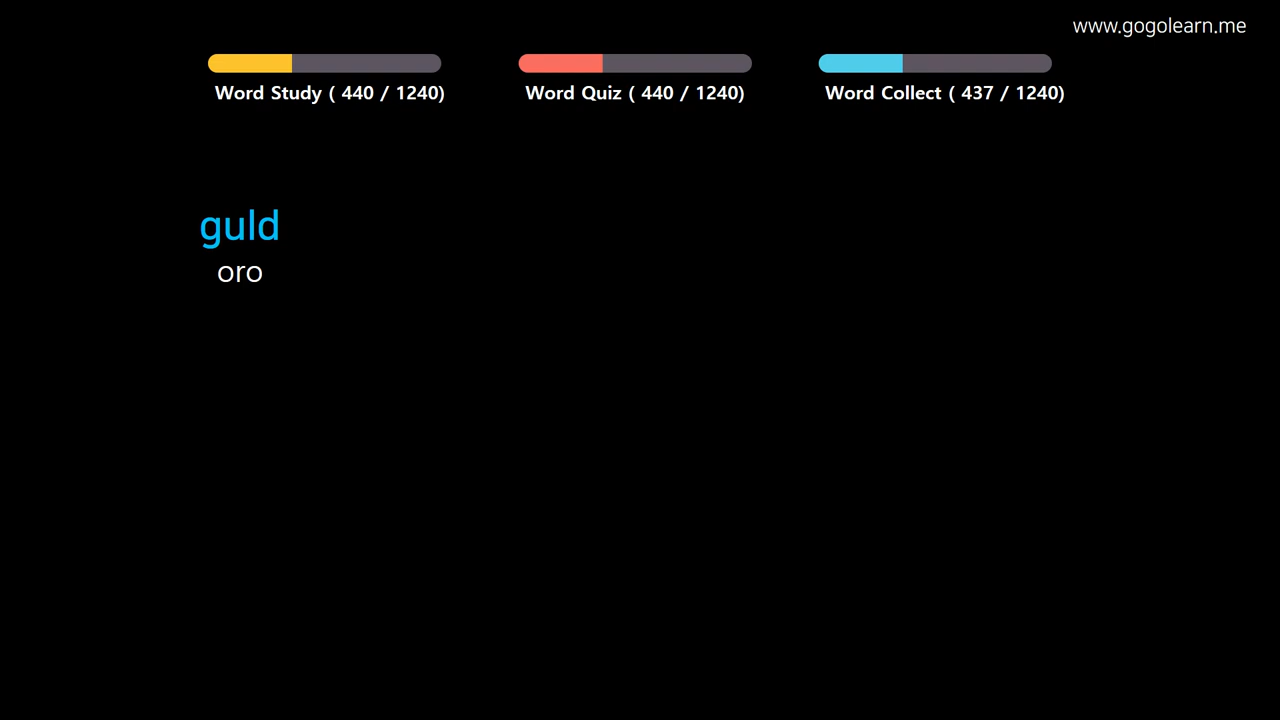 www.gogolearn.me
Word Study ( 440 / 1240)
Word Quiz ( 440 / 1240)
Word Collect ( 437 / 1240)
guld
oro